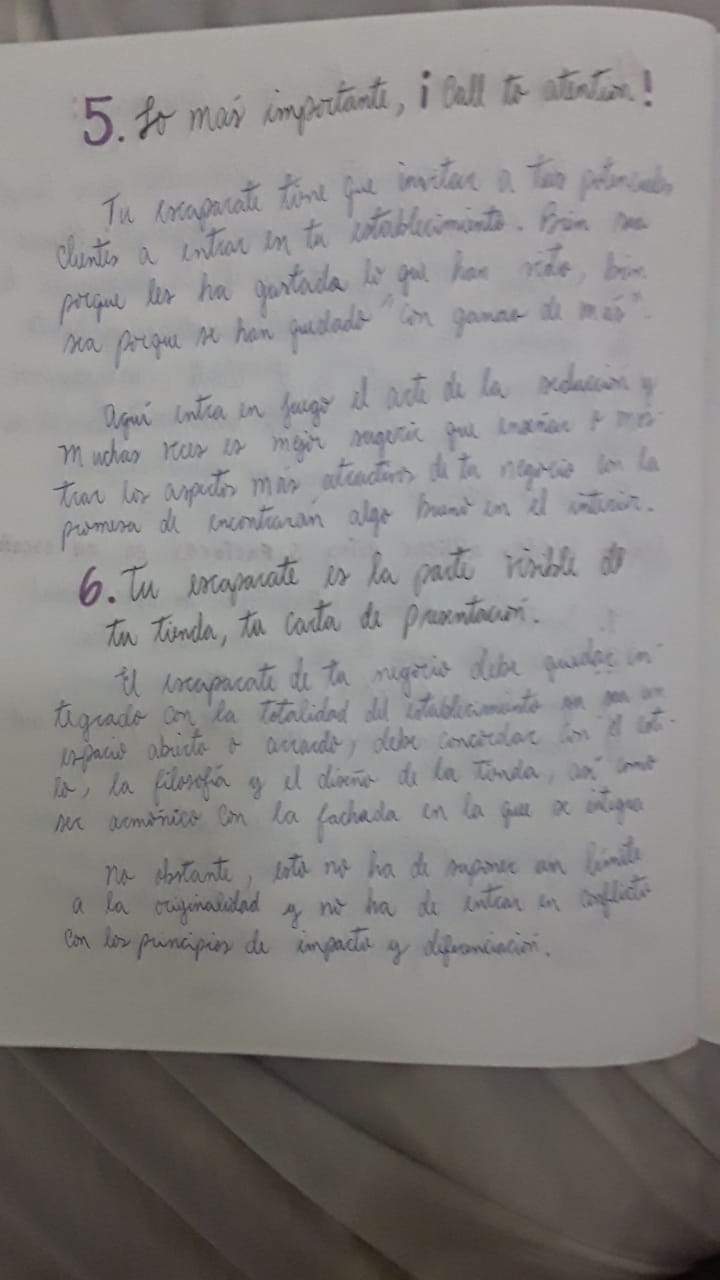 5. Lo más importante, ¡Call to atention!
Tu escaparate tiene que invitar a tus potenciales
clientes a entrar en tu establecimiento. Bien sea
porque les ha gustado lo que han visto, bien
sea porque se han quedado "con ganas de más".
Aquí entra en juego el arte de la seducción y
muchas veces es mejor sugerir que enseñar o mos-
trar los aspectos más atractivos de tu negocio con la
promesa de encontrarán algo bueno en el interior.
6. Tu escaparate es la parte visible de
tu tienda, tu carta de presentación.
El escaparate de tu negocio debe quedar in-
tegrado con la totalidad del establecimiento sea un
espacio abierto o cerrado, debe concordar con el esti-
lo, la filosofía y el diseño de la tienda, así como
ser armónico con la fachada en la que se integra
No obstante, esto no ha de suponer un límite
a la originalidad y no ha de entrar en conflicto
con los principios de impacto y diferenciación.